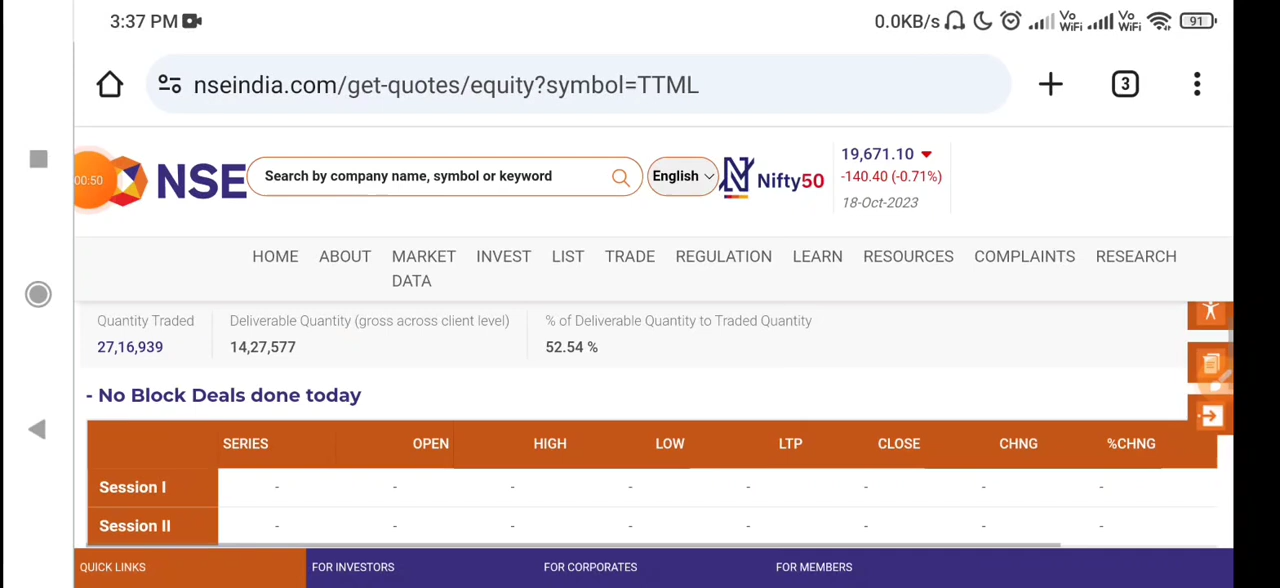 3:37 PM
0.0KB/s Vo WiFi Vo WiFi 91
nseindia.com/get-quotes/equity?symbol=TTML
3
00:50
NSE
Search by company name, symbol or keyword
English
Nifty50
19,671.10
-140.40 (-0.71%)
18-Oct-2023
HOME ABOUT MARKET DATA INVEST LIST TRADE REGULATION LEARN RESOURCES COMPLAINTS RESEARCH
Quantity Traded Deliverable Quantity (gross across client level) % of Deliverable Quantity to Traded Quantity
27,16,939 14,27,577 52.54 %
- No Block Deals done today
SERIES OPEN HIGH LOW LTP CLOSE CHNG %CHNG
Session I - - - - - - - -
Session II - - - - - - - -
QUICK LINKS FOR INVESTORS FOR CORPORATES FOR MEMBERS